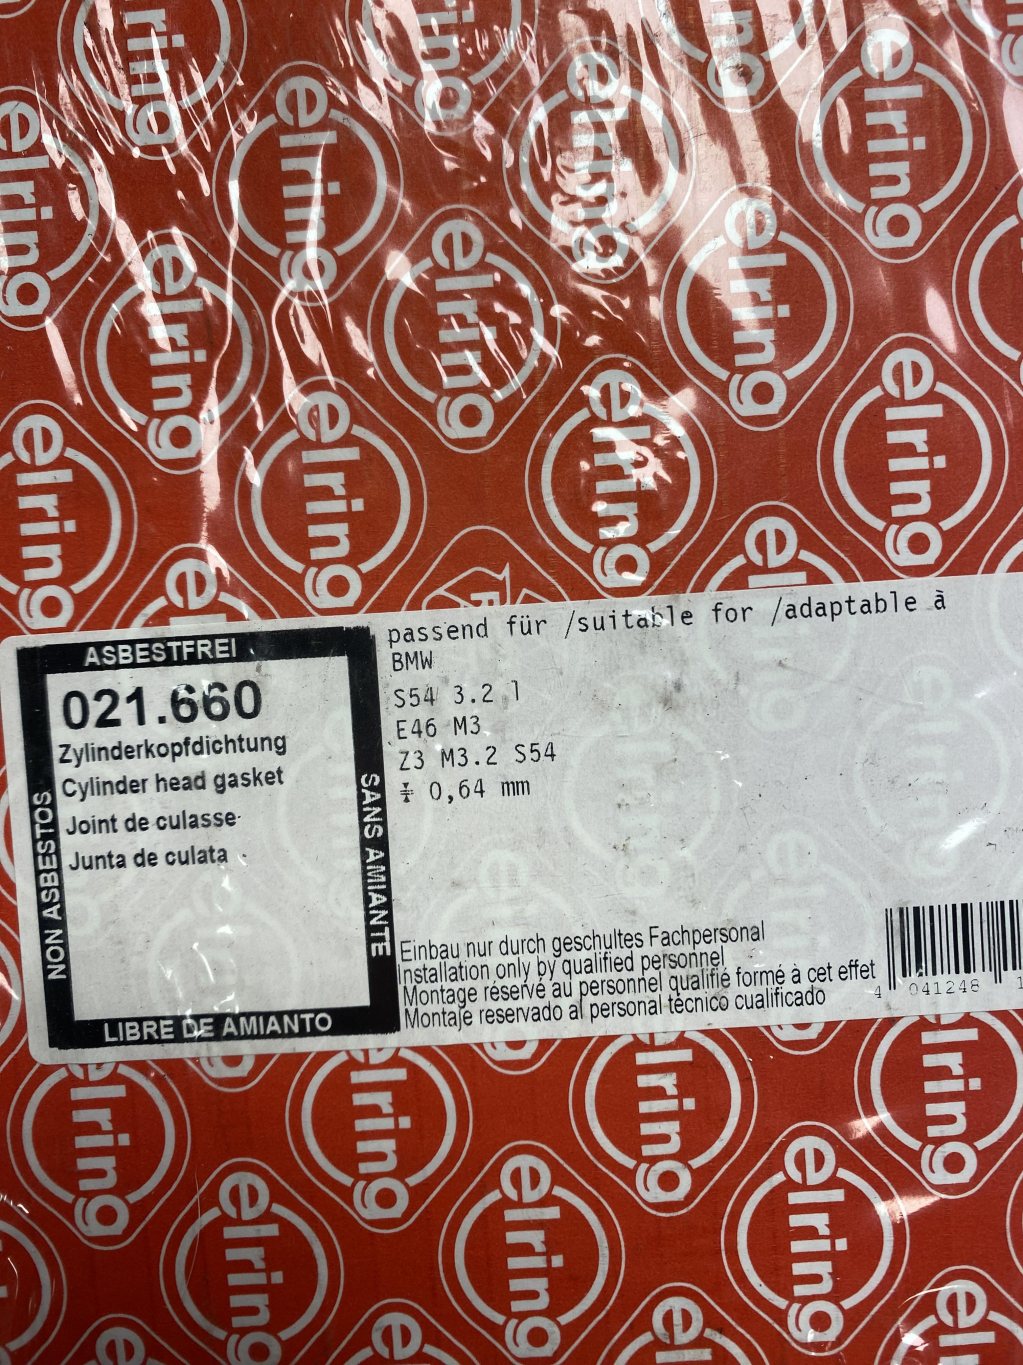 elring
ASBESTFREI
021.660
Zylinderkopfdichtung
Cylinder head gasket
Joint de culasse
Junta de culata
NON ASBESTOS
SANS AMIANTE
LIBRE DE AMIANTO
passend für /suitable for /adaptable à
BMW
S54 3.2 l
E46 M3
Z3 M3.2 S54
0,64 mm
Einbau nur durch geschultes Fachpersonal
Installation only by qualified personnel
Montage réservé au personnel qualifié formé à cet effet
Montaje reservado al personal técnico cualificado
4 041248 1